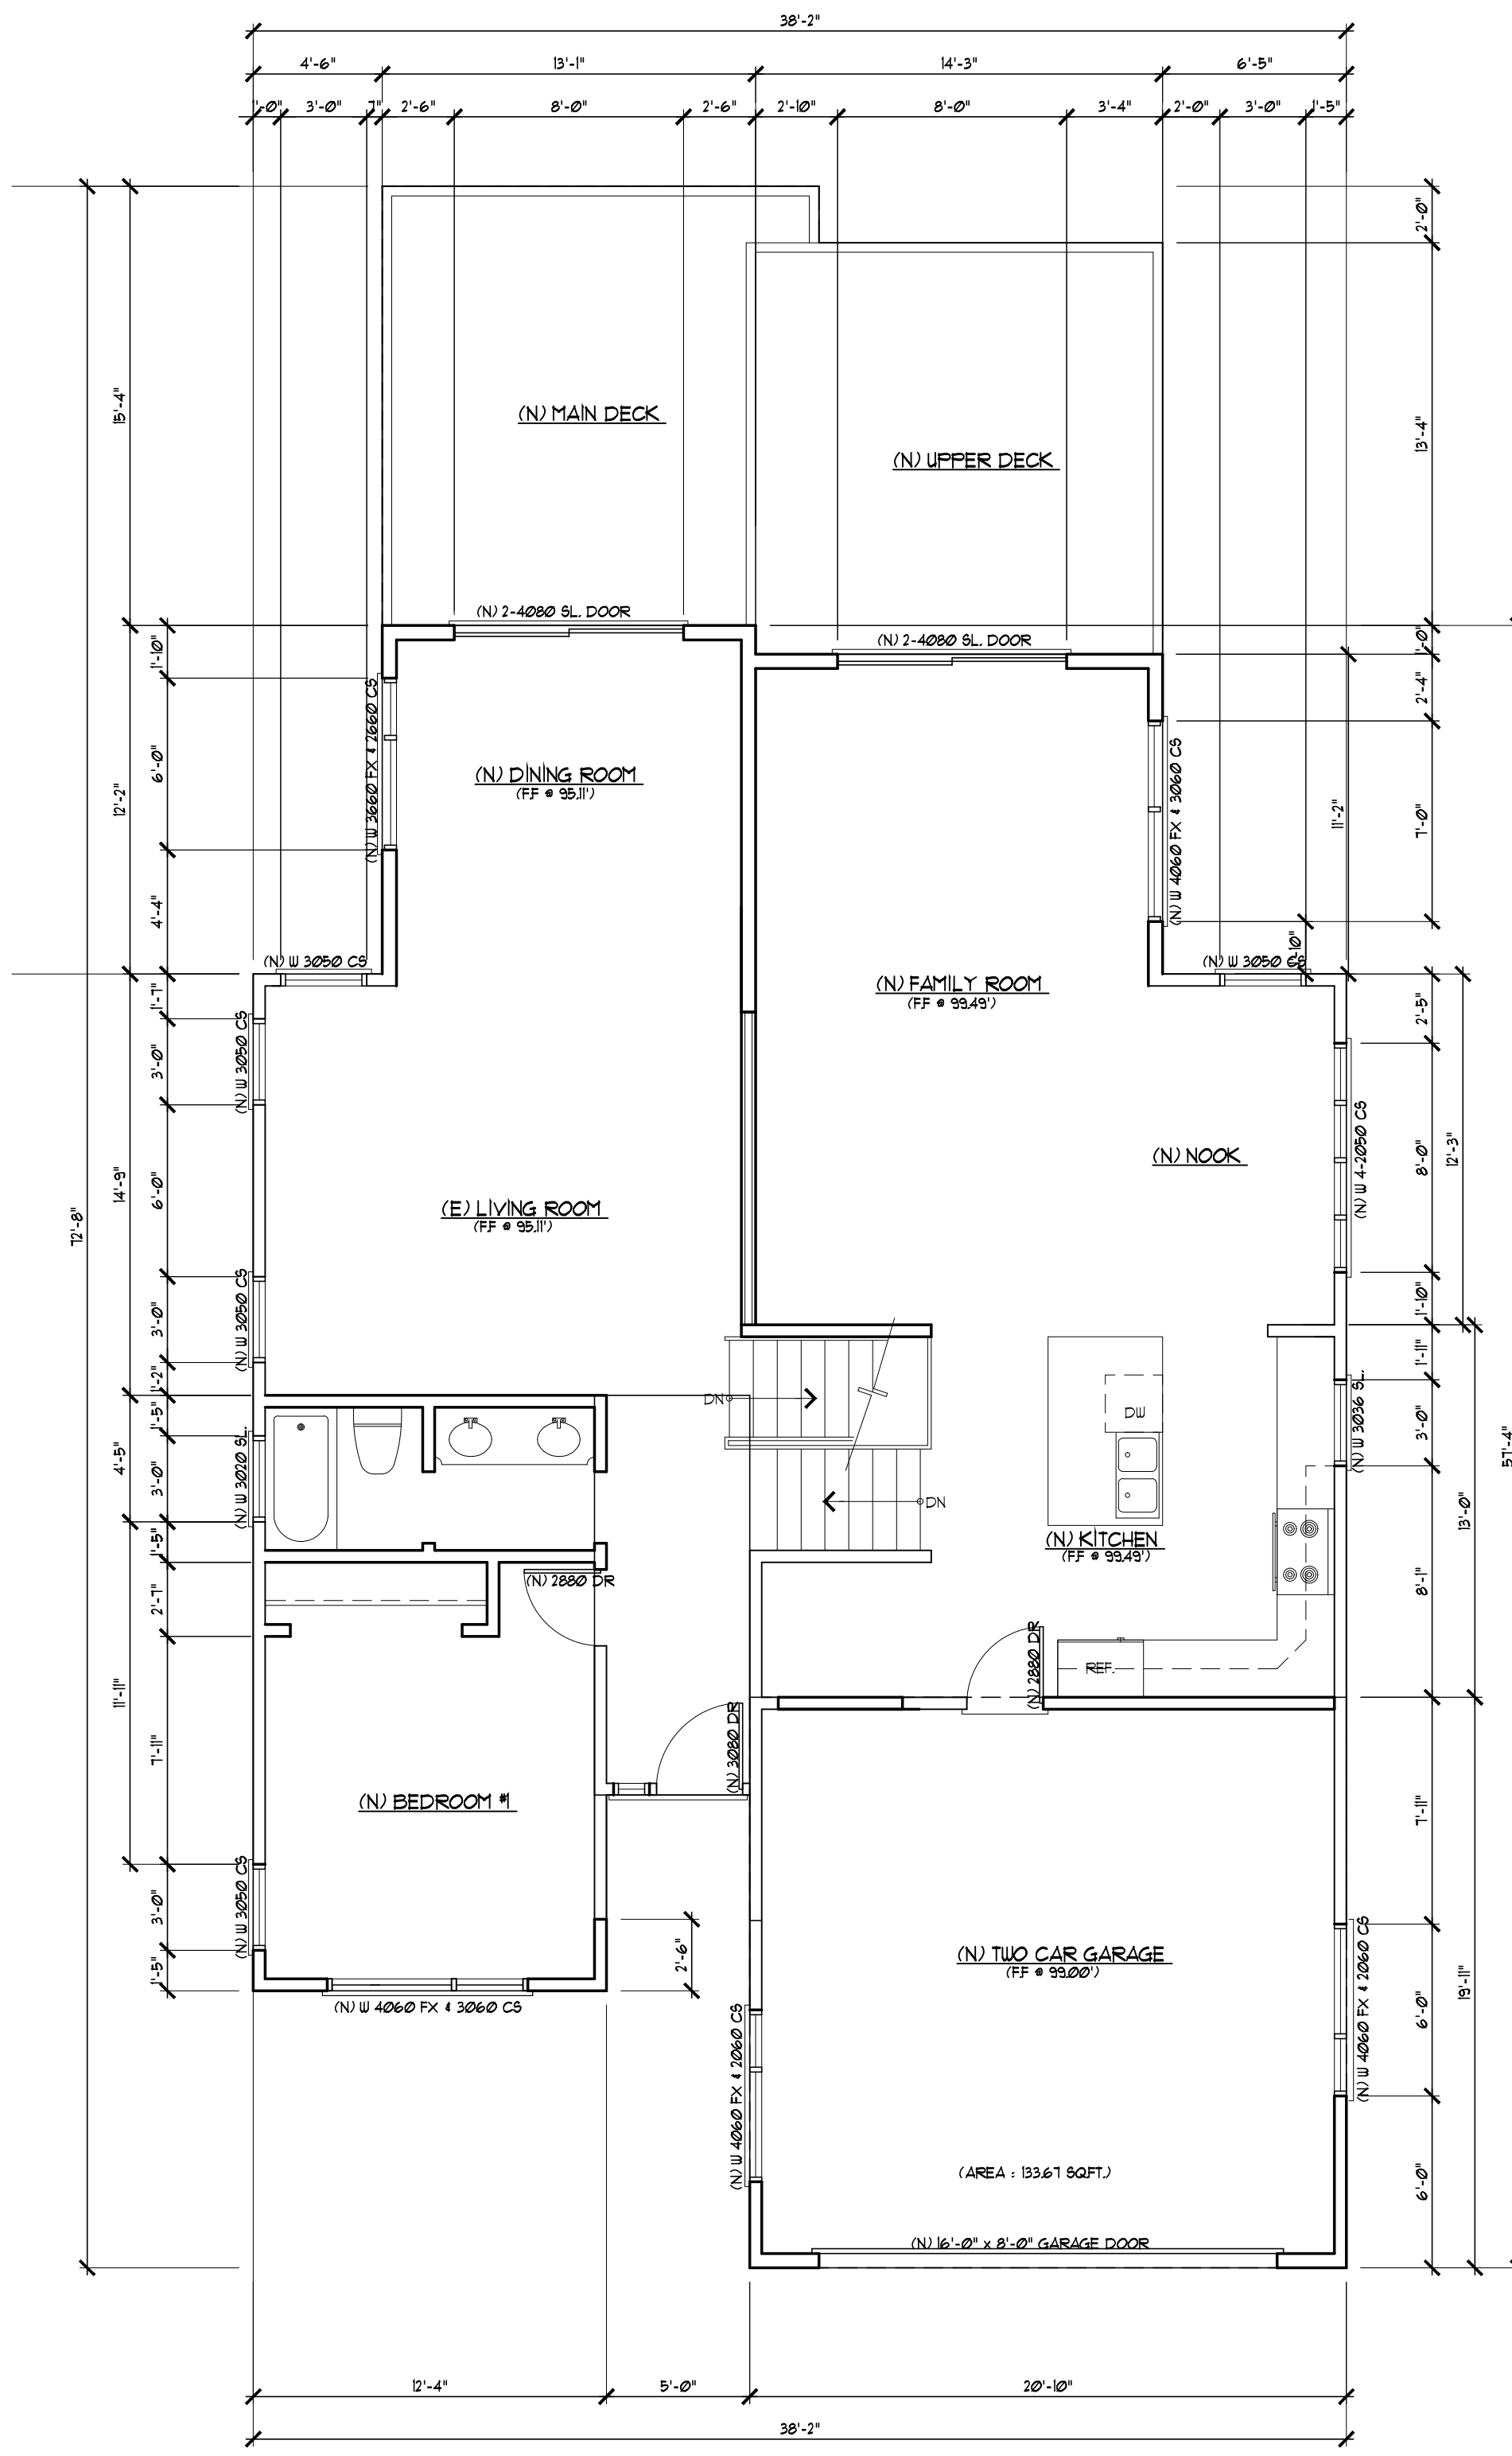 38'-2"
4'-6" 13'-1" 14'-3" 6'-5"
1'-0" 3'-0" 7" 2'-6" 8'-0" 2'-6" 2'-10" 8'-0" 3'-4" 2'-0" 3'-0" 1'-5"
2'-0"
15'-4"
13'-4"
(N) MAIN DECK
(N) UPPER DECK
(N) 2-4080 SL. DOOR
(N) 2-4080 SL. DOOR
1'-10"
1'-0"
2'-4"
(N) W 3660 FX & 2660 CS
6'-0"
(N) DINING ROOM
(F.F @ 95.11')
12'-2"
(N) W 4060 FX & 3060 CS
7'-0"
11'-2"
4'-4"
(N) W 3050 CS
(N) W 3050 CS
(N) FAMILY ROOM
(F.F @ 99.49')
1'-7"
2'-5"
3'-0"
(N) W 3050 CS
(N) NOOK
(N) W 4-2050 CS
8'-0"
12'-3"
14'-9"
6'-0"
72'-8"
(E) LIVING ROOM
(F.F @ 95.11')
3'-0"
(N) W 3050 CS
1'-10"
1'-11"
1'-2"
DN
DW
(N) W 3036 SL.
3'-0"
1'-5"
4'-5"
3'-0"
(N) W 3020 SL.
57'-4"
DN
13'-0"
1'-5"
(N) KITCHEN
(F.F @ 99.49')
(N) 2880 DR
8'-1"
2'-7"
REF.
(N) 2880 DR
11'-11"
7'-11"
(N) 3080 DR
(N) BEDROOM #1
7'-11"
3'-0"
(N) W 3050 CS
1'-5"
2'-6"
(N) TWO CAR GARAGE
(F.F @ 99.00')
(N) W 4060 FX & 3060 CS
(N) W 4060 FX & 2060 CS
(N) W 4060 FX & 2060 CS
6'-0"
19'-11"
(AREA : 133.67 SQ.FT.)
6'-0"
(N) 16'-0" x 8'-0" GARAGE DOOR
12'-4" 5'-0" 20'-10"
38'-2"